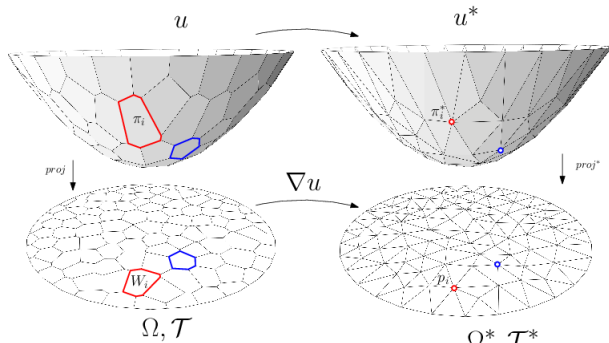 u
u*
π_i
π_i^*
proj
∇u
proj*
W_i
p_i
Ω, 𝒯
Ω*, 𝒯*